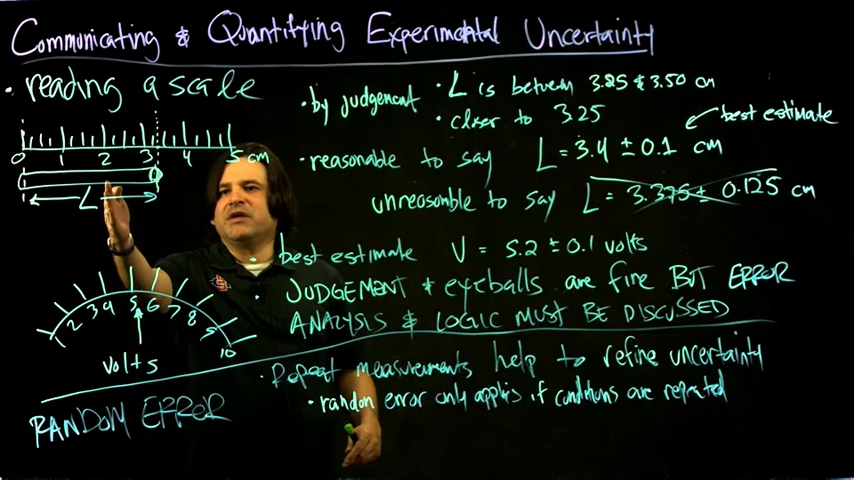 Communicating & Quantifying Experimental Uncertainty
• reading a scale
0 1 2 3 4 5 cm
L
• by judgement
• L is between 3.25 & 3.50 cm
• closer to 3.25
best estimate
• reasonable to say L = 3.4 ± 0.1 cm
unreasonable to say L = 3.375 ± 0.125 cm
• best estimate V = 5.2 ± 0.1 volts
• JUDGEMENT & eyeballs are fine BUT ERROR
ANALYSIS & LOGIC MUST BE DISCUSSED
2 3 4 5 6 7 8 9 10
volts
RANDOM ERROR
• Repeat measurements help to refine uncertainty
• random error only applies if conditions are repeated